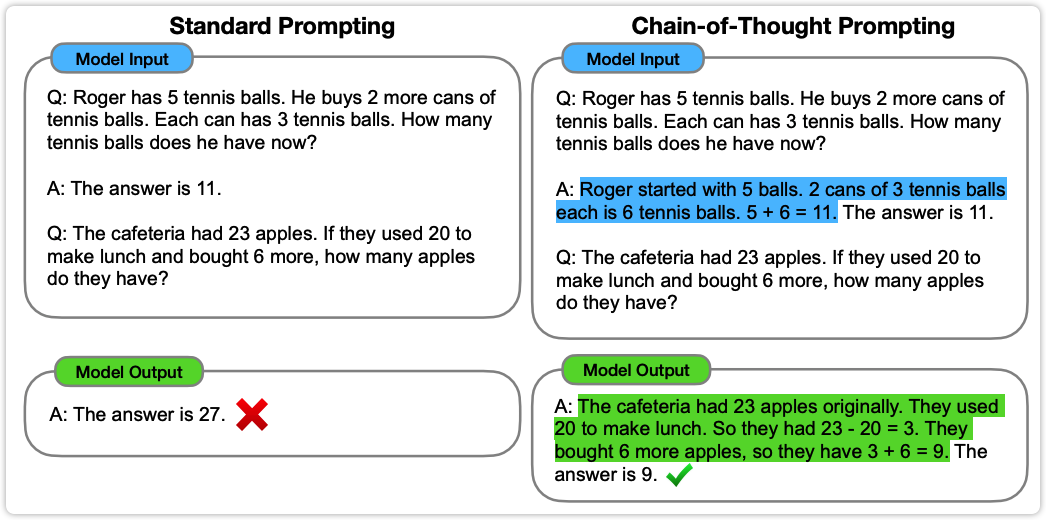 Standard Prompting
Model Input
Q: Roger has 5 tennis balls. He buys 2 more cans of
tennis balls. Each can has 3 tennis balls. How many
tennis balls does he have now?
A: The answer is 11.
Q: The cafeteria had 23 apples. If they used 20 to
make lunch and bought 6 more, how many apples
do they have?
Model Output
A: The answer is 27.
Chain-of-Thought Prompting
Model Input
Q: Roger has 5 tennis balls. He buys 2 more cans of
tennis balls. Each can has 3 tennis balls. How many
tennis balls does he have now?
A: Roger started with 5 balls. 2 cans of 3 tennis balls
each is 6 tennis balls. 5 + 6 = 11. The answer is 11.
Q: The cafeteria had 23 apples. If they used 20 to
make lunch and bought 6 more, how many apples
do they have?
Model Output
A: The cafeteria had 23 apples originally. They used
20 to make lunch. So they had 23 - 20 = 3. They
bought 6 more apples, so they have 3 + 6 = 9. The
answer is 9.